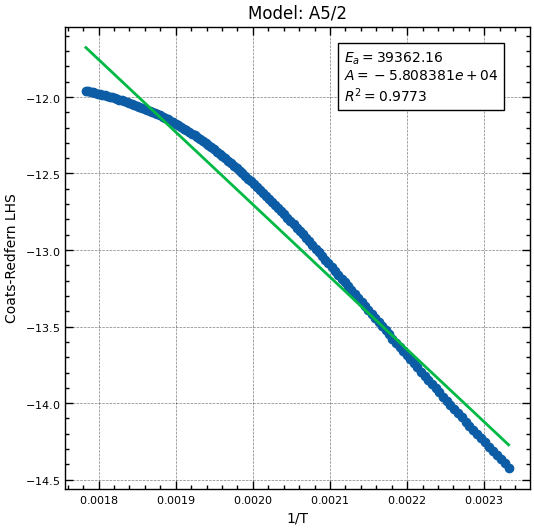 Model: A5/2
E_a = 39362.16
A = −5.808381e + 04
R² = 0.9773
−12.0
−12.5
−13.0
−13.5
−14.0
−14.5
Coats-Redfern LHS
0.0018 0.0019 0.0020 0.0021 0.0022 0.0023
1/T